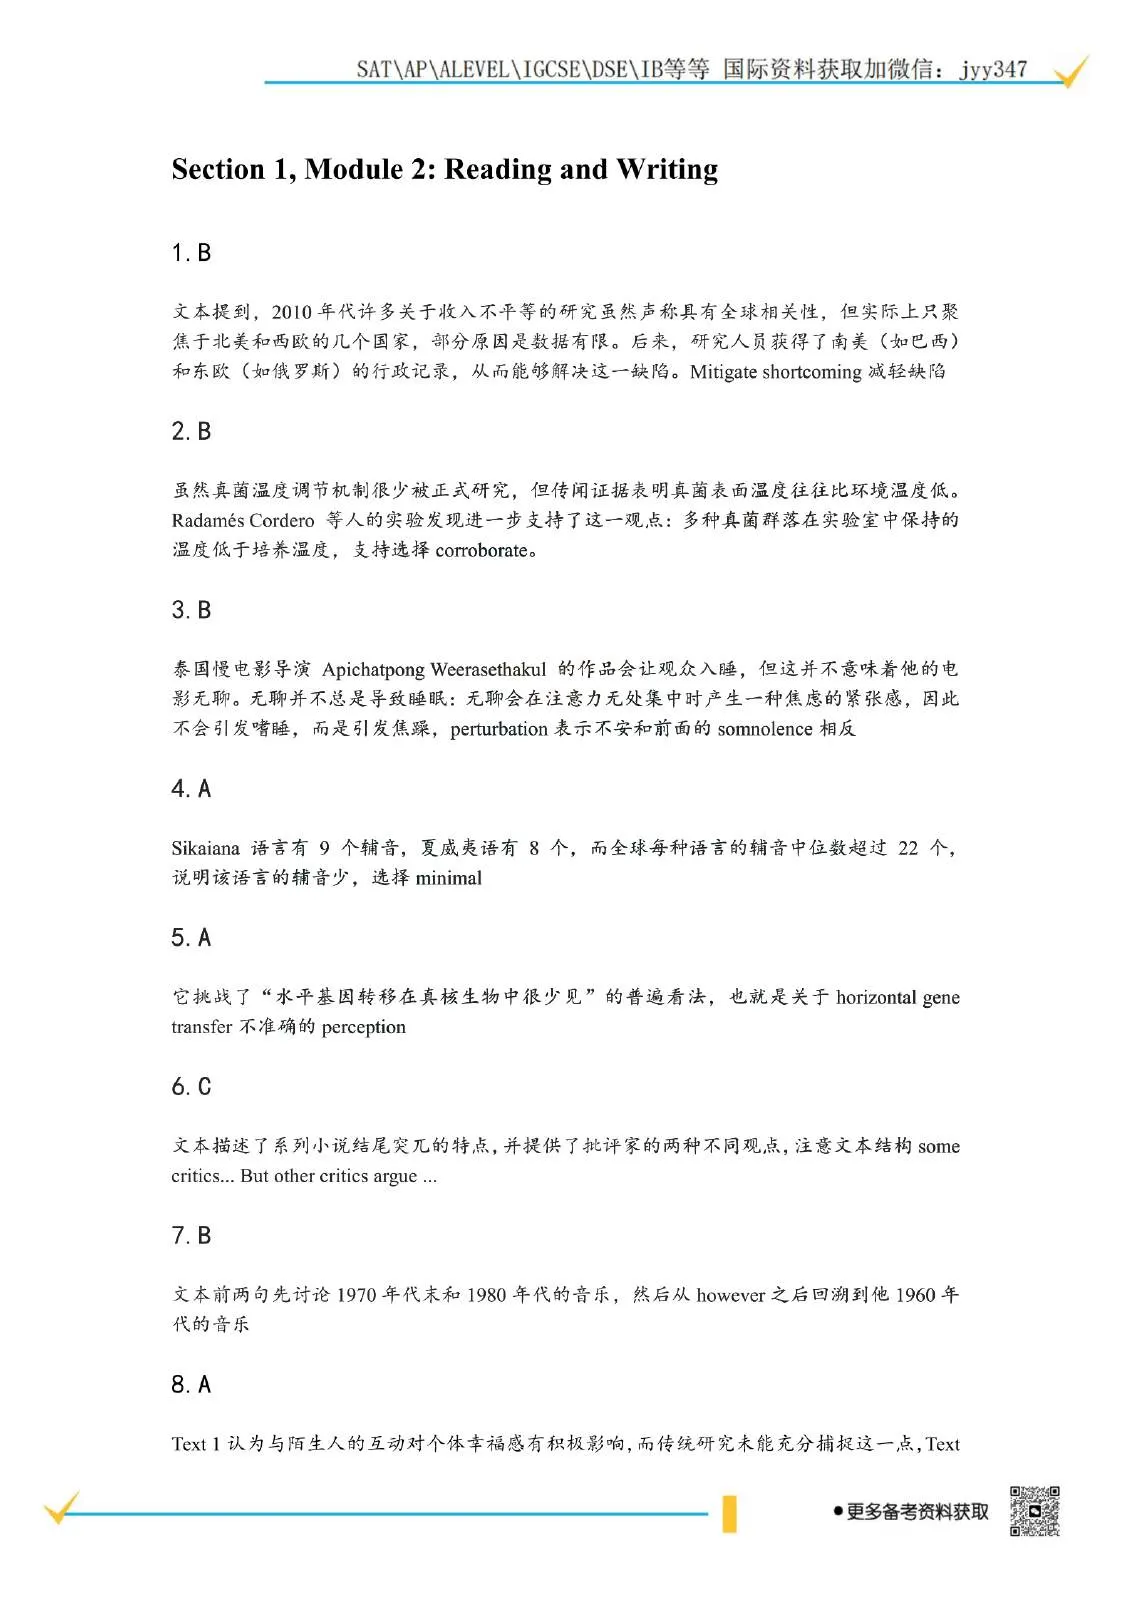 SAT\AP\ALEVEL\IGCSE\DSE\IB等等 国际资料获取加微信：jyy347
Section 1, Module 2: Reading and Writing
1. B
文本提到，2010 年代许多关于收入不平等的研究虽然声称具有全球相关性，但实际上只聚
焦于北美和西欧的几个国家，部分原因是数据有限。后来，研究人员获得了南美（如巴西）
和东欧（如俄罗斯）的行政记录，从而能够解决这一缺陷。Mitigate shortcoming 减轻缺陷
2. B
虽然真菌温度调节机制很少被正式研究，但传闻证据表明真菌表面温度往往比环境温度低。
Radamés Cordero 等人的实验发现进一步支持了这一观点：多种真菌群落在实验室中保持的
温度低于培养温度，支持选择 corroborate。
3. B
泰国慢电影导演 Apichatpong Weerasethakul 的作品会让观众入睡，但这并不意味着他的电
影无聊。无聊并不总是导致睡眠：无聊会在注意力无处集中时产生一种焦虑的紧张感，因此
不会引发嗜睡，而是引发焦躁，perturbation 表示不安和前面的 somnolence 相反
4. A
Sikaiana 语言有 9 个辅音，夏威夷语有 8 个，而全球每种语言的辅音中位数超过 22 个，
说明该语言的辅音少，选择 minimal
5. A
它挑战了“水平基因转移在真核生物中很少见”的普遍看法，也就是关于 horizontal gene
transfer 不准确的 perception
6. C
文本描述了系列小说结尾突兀的特点，并提供了批评家的两种不同观点，注意文本结构 some
critics... But other critics argue ...
7. B
文本前两句先讨论 1970 年代末和 1980 年代的音乐，然后从 however 之后回溯到他 1960 年
代的音乐
8. A
Text 1 认为与陌生人的互动对个体幸福感有积极影响，而传统研究未能充分捕捉这一点，Text
●更多备考资料获取